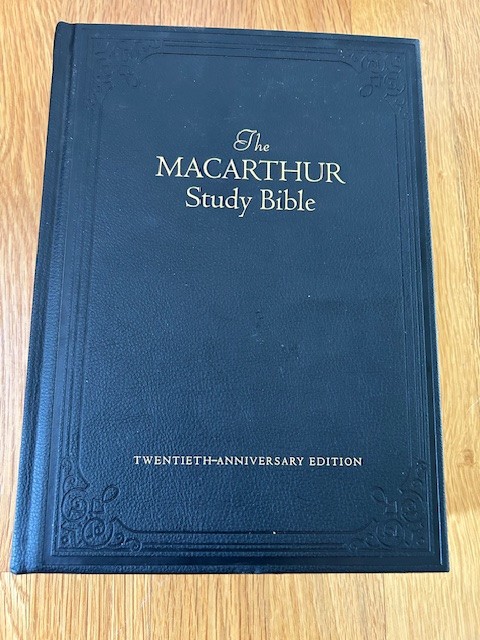 The
MACARTHUR
Study Bible
TWENTIETH-ANNIVERSARY EDITION